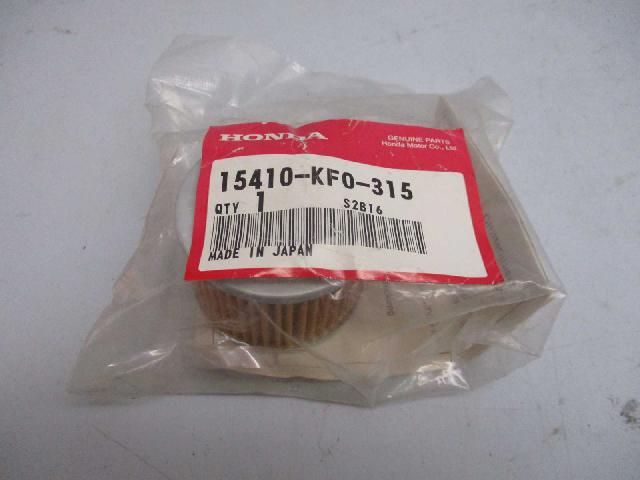 HONDA
GENUINE PARTS
Honda Motor Co., Ltd.
15410-KF0-315
QTY 1 S2B16
MADE IN JAPAN